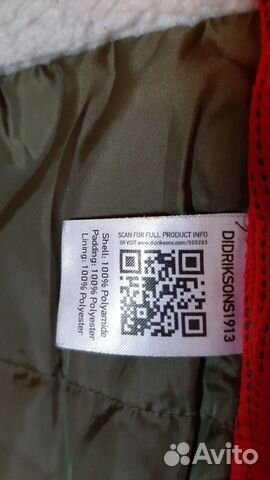 SCAN FOR FULL PRODUCT INFO
OR VISIT www.didriksons.com/500283
DIDRIKSONS1913
Shell: 100% Polyamide
Padding: 100% Polyester
Lining: 100% Polyester
Avito